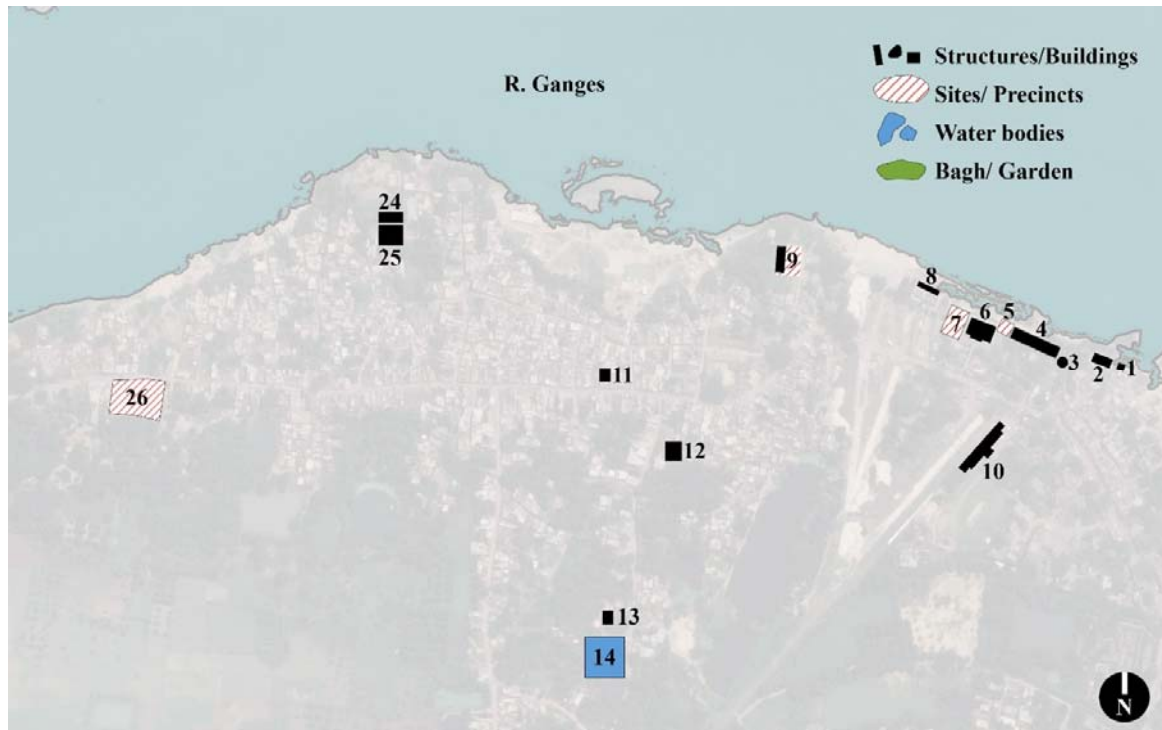 R. Ganges
Structures/Buildings
Sites/ Precincts
Water bodies
Bagh/ Garden
24
25
9
8
7
6
5
4
3
2
1
26
11
12
10
13
14
N